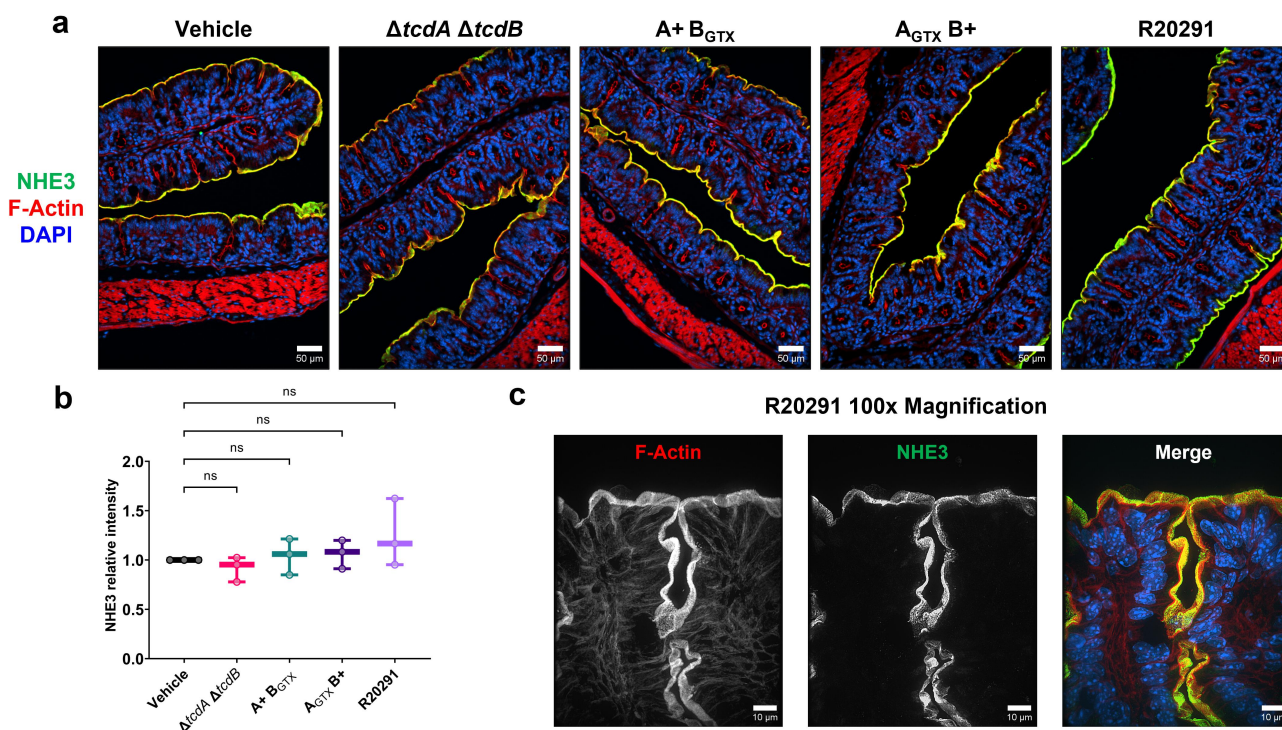 a
Vehicle
ΔtcdA ΔtcdB
A+ BGTX
AGTX B+
R20291
NHE3
F-Actin
DAPI
50 µm
50 µm
50 µm
50 µm
50 µm
b
ns
ns
ns
ns
NHE3 relative intensity
2.0
1.5
1.0
0.5
0.0
Vehicle
ΔtcdA ΔtcdB
A+ BGTX
AGTX B+
R20291
c
R20291 100x Magnification
F-Actin
NHE3
Merge
10 µm
10 µm
10 µm